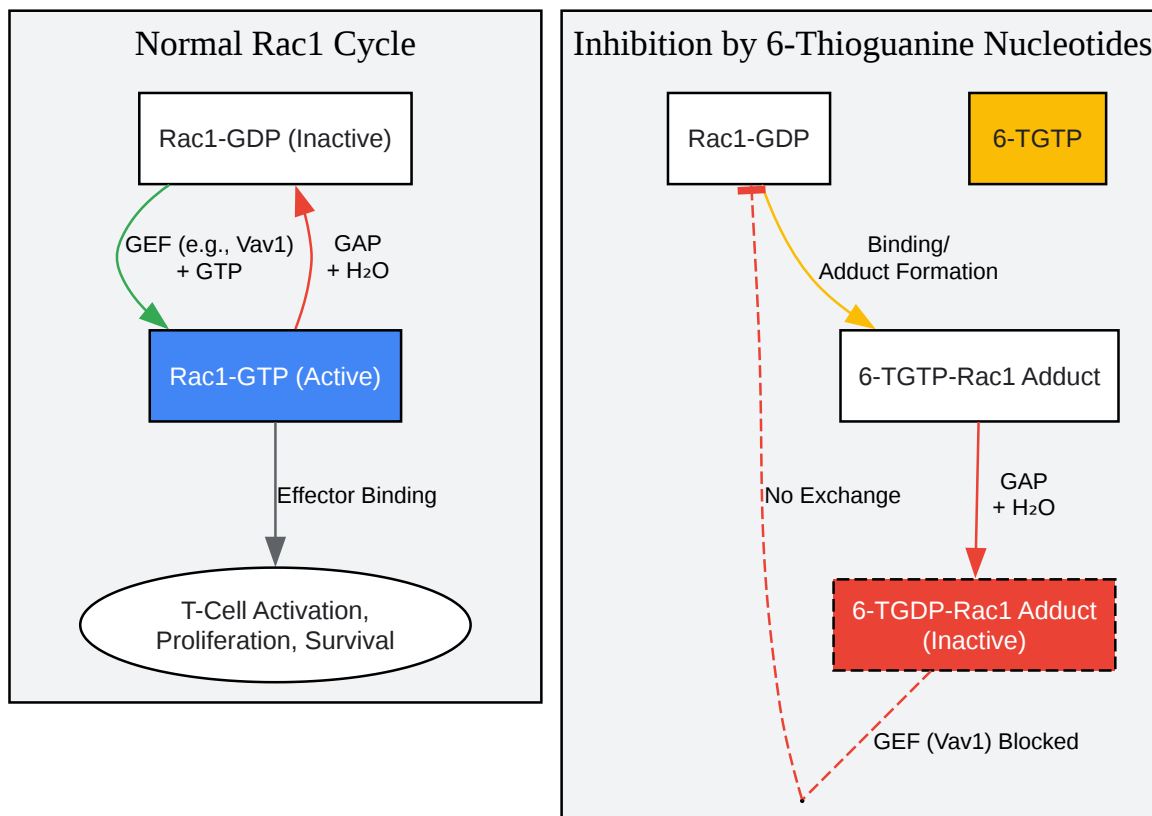 Normal Rac1 Cycle
Rac1-GDP (Inactive)
GEF (e.g., Vav1)
+ GTP
GAP
+ H₂O
Rac1-GTP (Active)
Effector Binding
T-Cell Activation,
Proliferation, Survival
Inhibition by 6-Thioguanine Nucleotides
Rac1-GDP
6-TGTP
Binding/
Adduct Formation
6-TGTP-Rac1 Adduct
No Exchange
GAP
+ H₂O
6-TGDP-Rac1 Adduct
(Inactive)
GEF (Vav1) Blocked